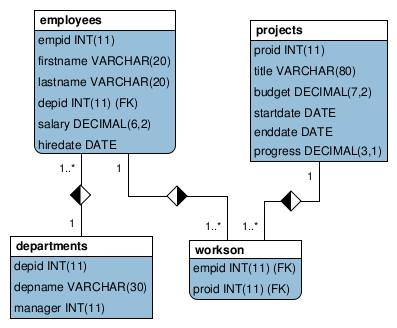 employees
empid INT(11)
firstname VARCHAR(20)
lastname VARCHAR(20)
depid INT(11) (FK)
salary DECIMAL(6,2)
hiredate DATE
projects
proid INT(11)
title VARCHAR(80)
budget DECIMAL(7,2)
startdate DATE
enddate DATE
progress DECIMAL(3,1)
1..*
1
1
1
1..*
1..*
departments
depid INT(11)
depname VARCHAR(30)
manager INT(11)
workson
empid INT(11) (FK)
proid INT(11) (FK)